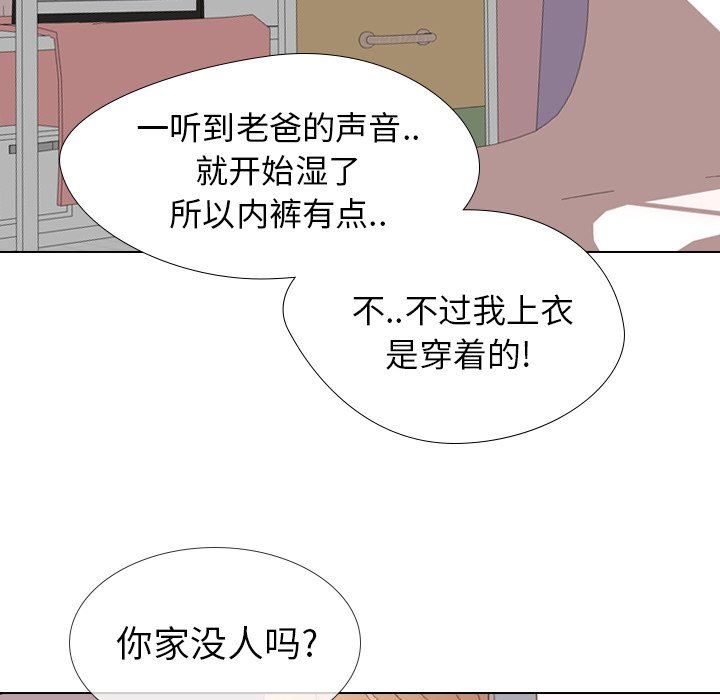 一听到老爸的声音..
就开始湿了
所以内裤有点..
不..不过我上衣
是穿着的!
你家没人吗?